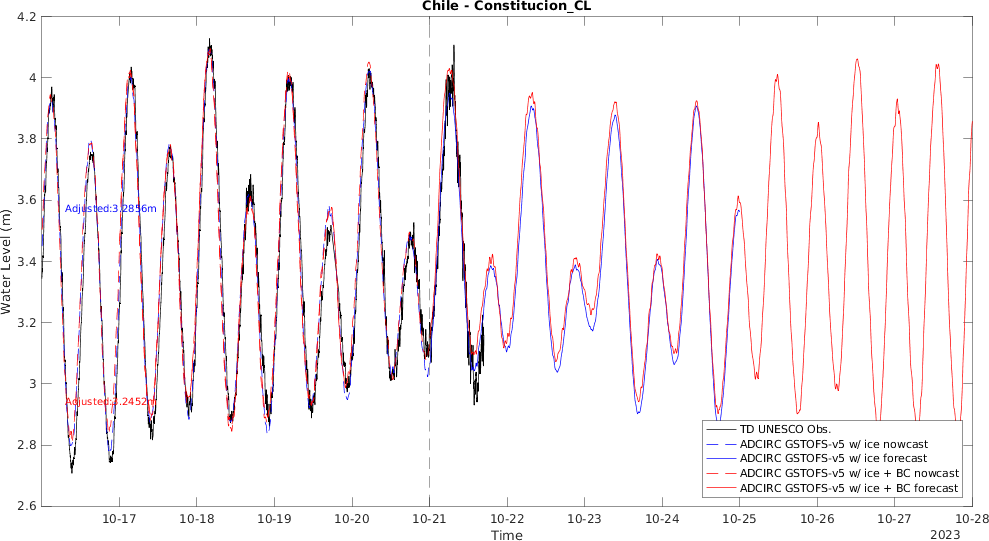 Chile - Constitucion_CL
4.2
4
3.8
3.6
3.4
3.2
3
2.8
2.6
Water Level (m)
Adjusted:3.2856m
Adjusted:3.2452m
TD UNESCO Obs.
ADCIRC GSTOFS-v5 w/ ice nowcast
ADCIRC GSTOFS-v5 w/ ice forecast
ADCIRC GSTOFS-v5 w/ ice + BC nowcast
ADCIRC GSTOFS-v5 w/ ice + BC forecast
10-17 10-18 10-19 10-20 10-21 10-22 10-23 10-24 10-25 10-26 10-27 10-28
Time
2023